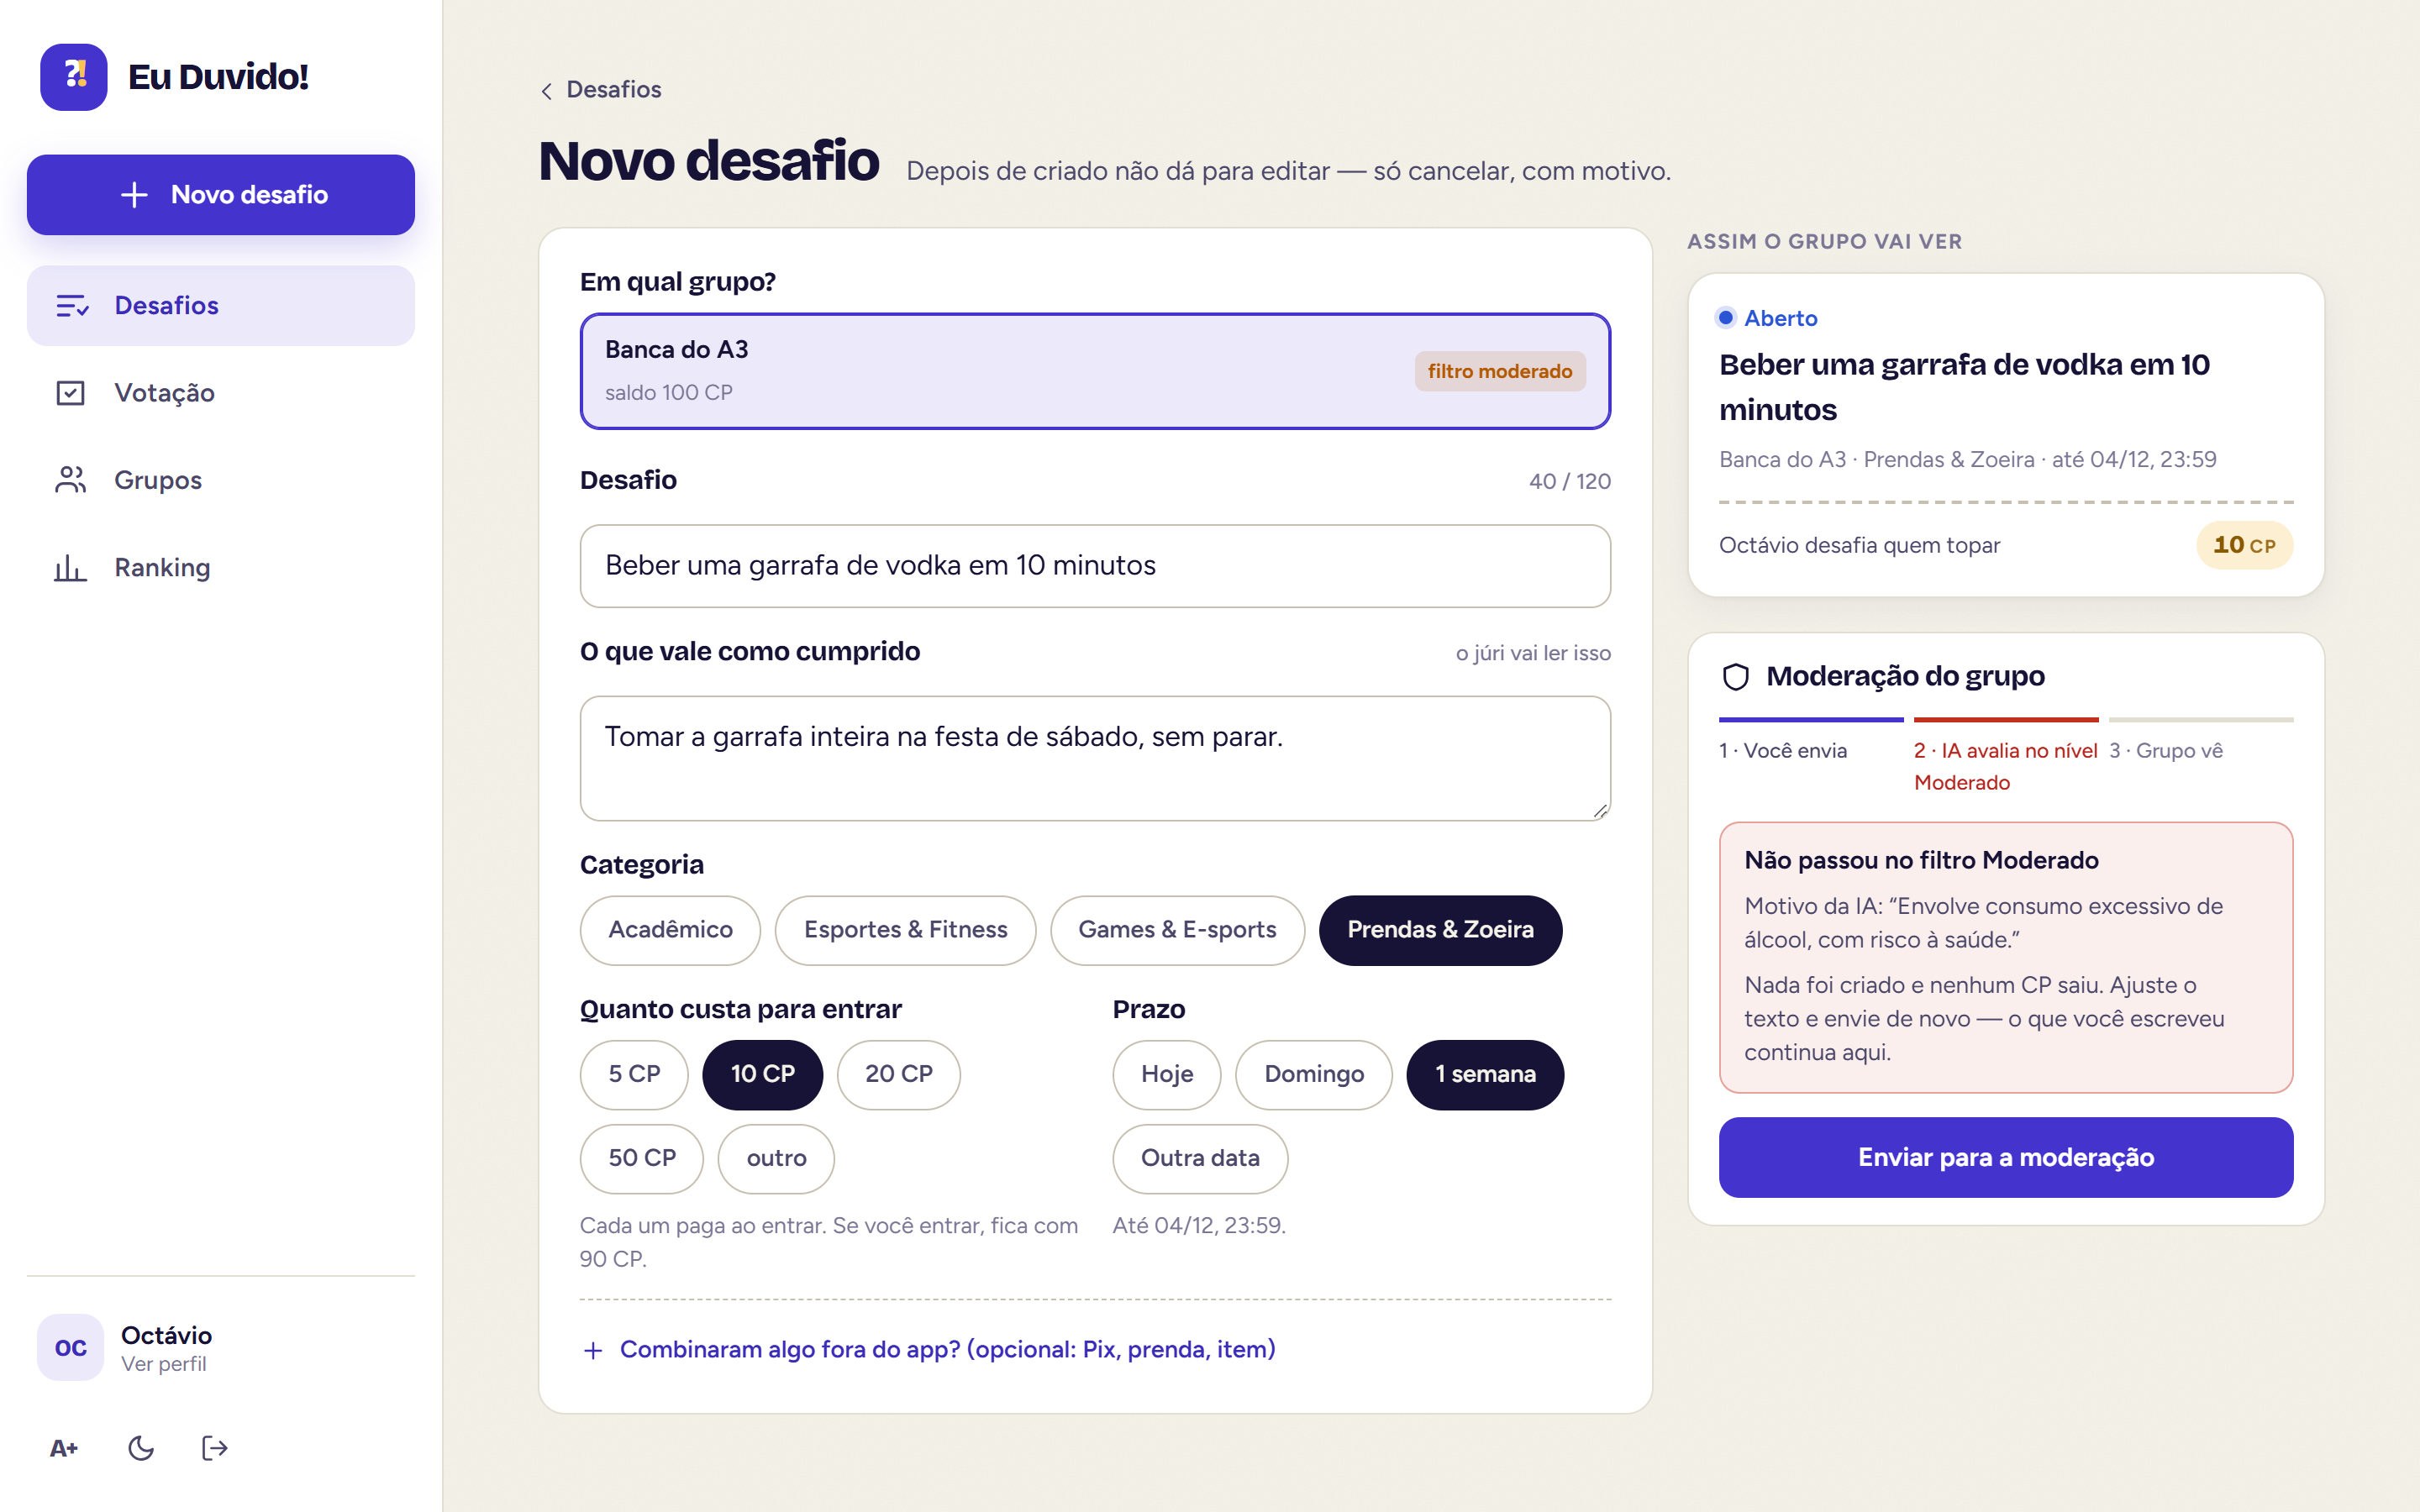 ?!
Eu Duvido!
Novo desafio
Desafios
Votação
Grupos
Ranking
OC
Octávio
Ver perfil
A+
Desafios
Novo desafio
Depois de criado não dá para editar — só cancelar, com motivo.
Em qual grupo?
Banca do A3
saldo 100 CP
filtro moderado
Desafio
40 / 120
Beber uma garrafa de vodka em 10 minutos
O que vale como cumprido
o júri vai ler isso
Tomar a garrafa inteira na festa de sábado, sem parar.
Categoria
Acadêmico
Esportes & Fitness
Games & E-sports
Prendas & Zoeira
Quanto custa para entrar
5 CP
10 CP
20 CP
50 CP
outro
Cada um paga ao entrar. Se você entrar, fica com
90 CP.
Prazo
Hoje
Domingo
1 semana
Outra data
Até 04/12, 23:59.
Combinaram algo fora do app? (opcional: Pix, prenda, item)
ASSIM O GRUPO VAI VER
Aberto
Beber uma garrafa de vodka em 10
minutos
Banca do A3 · Prendas & Zoeira · até 04/12, 23:59
Octávio desafia quem topar
10 CP
Moderação do grupo
1 · Você envia
2 · IA avalia no nível
Moderado
3 · Grupo vê
Não passou no filtro Moderado
Motivo da IA: “Envolve consumo excessivo de
álcool, com risco à saúde.”
Nada foi criado e nenhum CP saiu. Ajuste o
texto e envie de novo — o que você escreveu
continua aqui.
Enviar para a moderação